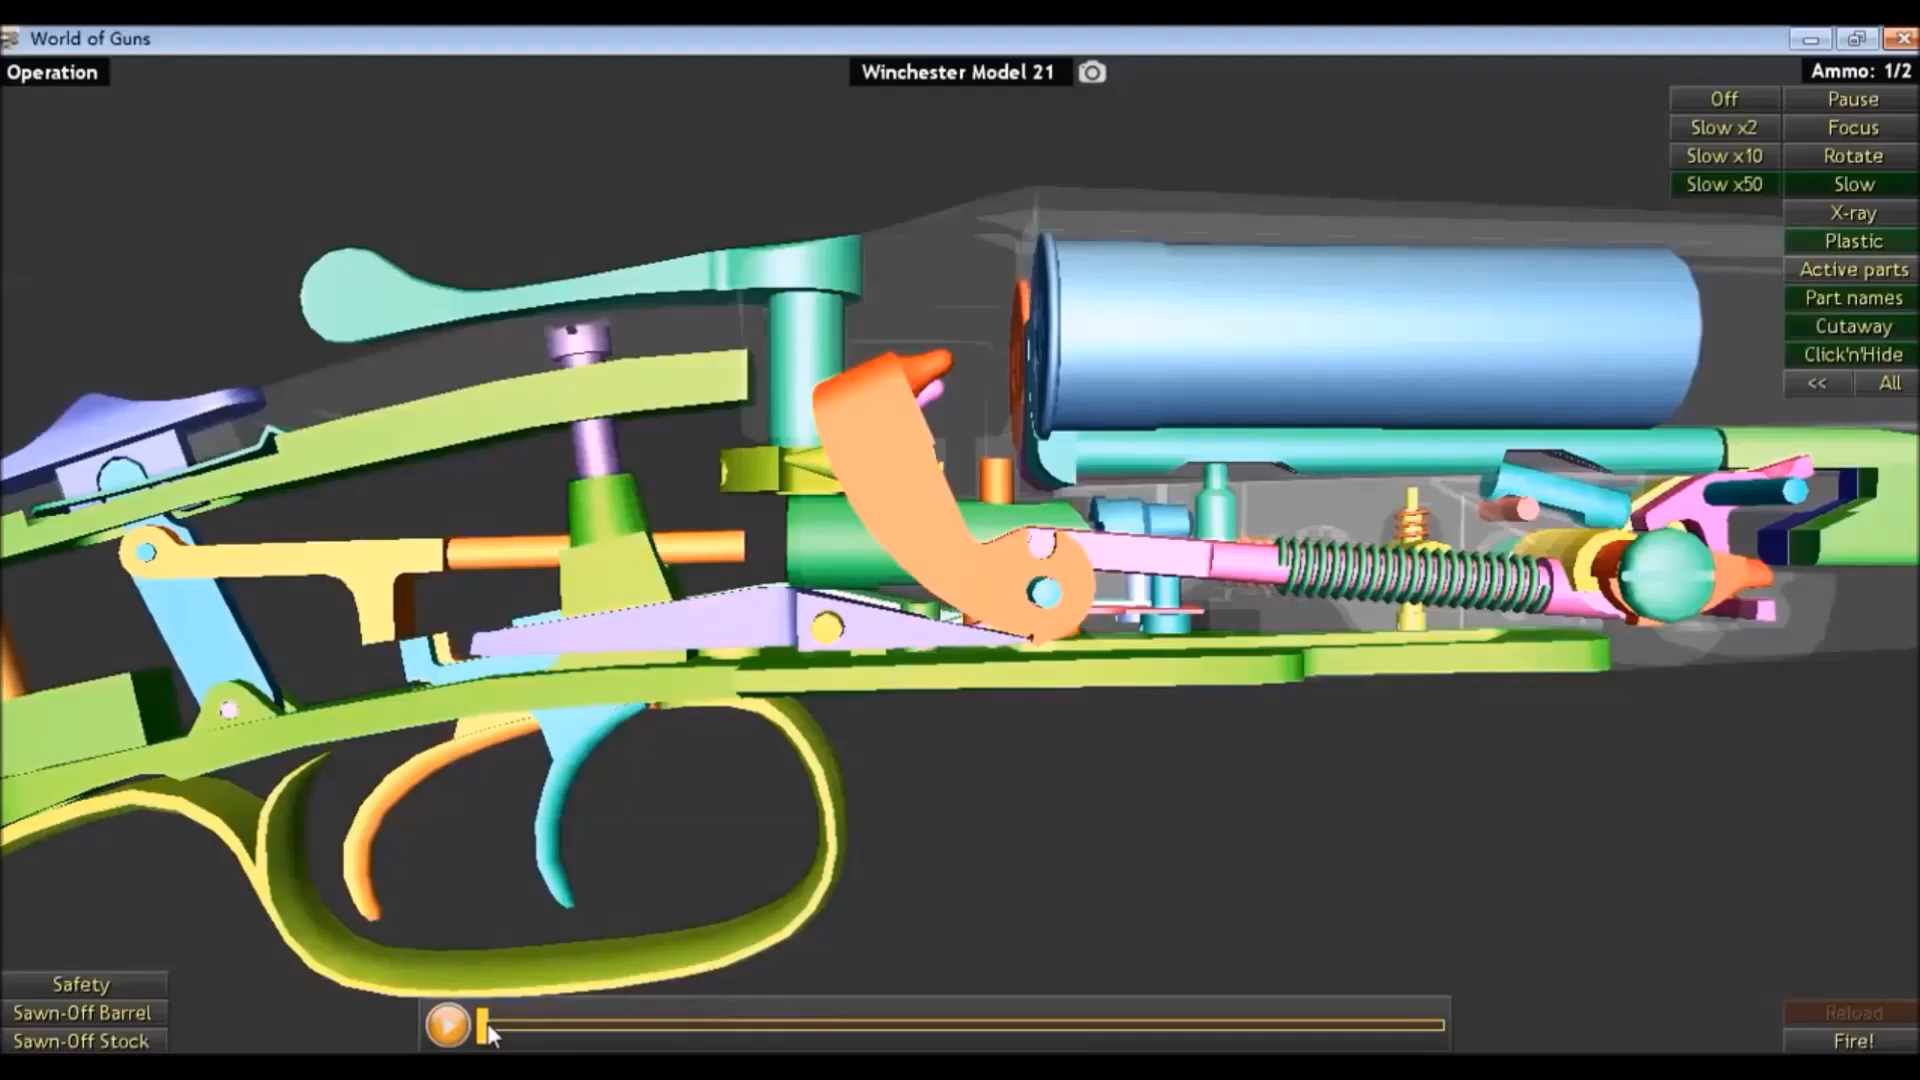 World of Guns
Operation
Winchester Model 21
Ammo: 1/2
Off
Pause
Slow x2
Focus
Slow x10
Rotate
Slow x50
Slow
X-ray
Plastic
Active parts
Part names
Cutaway
Click'n'Hide
<< All
Safety
Sawn-Off Barrel
Sawn-Off Stock
Reload
Fire!